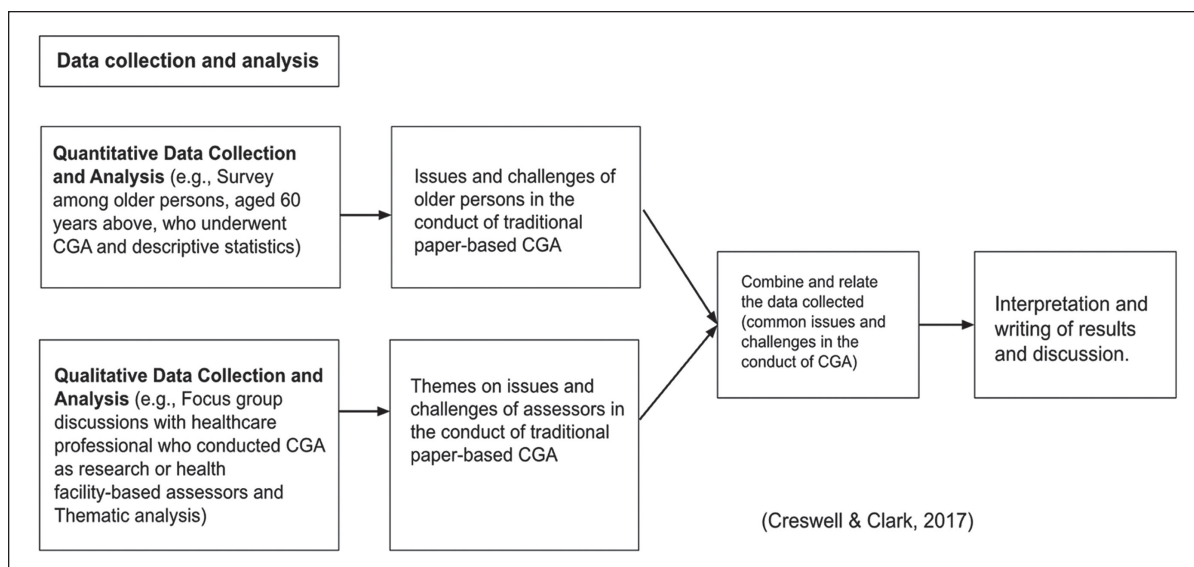 Data collection and analysis
Quantitative Data Collection
and Analysis (e.g., Survey
among older persons, aged 60
years above, who underwent
CGA and descriptive statistics)
Issues and challenges of
older persons in the
conduct of traditional
paper-based CGA
Qualitative Data Collection and
Analysis (e.g., Focus group
discussions with healthcare
professional who conducted CGA
as research or health
facility-based assessors and
Thematic analysis)
Themes on issues and
challenges of assessors in
the conduct of traditional
paper-based CGA
Combine and relate
the data collected
(common issues and
challenges in the
conduct of CGA)
Interpretation and
writing of results
and discussion.
(Creswell & Clark, 2017)